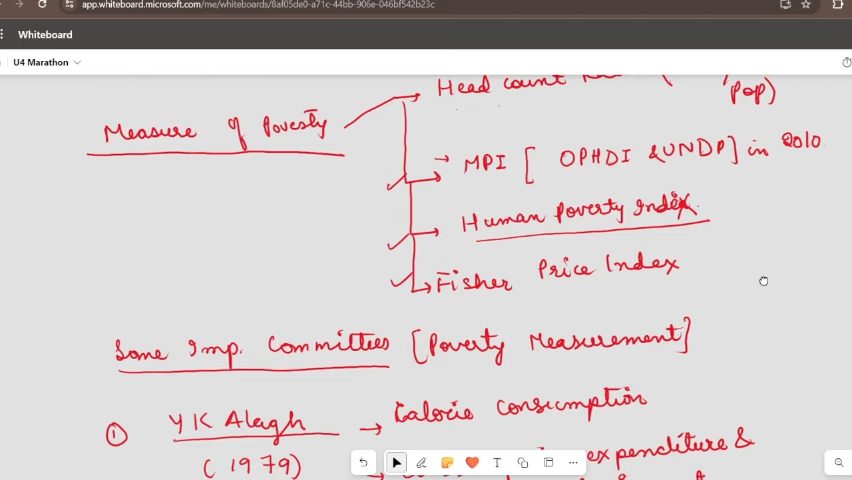 app.whiteboard.microsoft.com/me/whiteboards/8af05de0-a71c-44bb-906e-046bf542b23c
Whiteboard
U4 Marathon
Head count
pop)
Measure of Poverty
MPI [ OPHDI & UNDP] in 2010
Human Poverty Index
Fisher Price Index
Some Imp. Committees [Poverty Measurement]
① Y K Alagh → Calorie Consumption
(1979) expenditure &